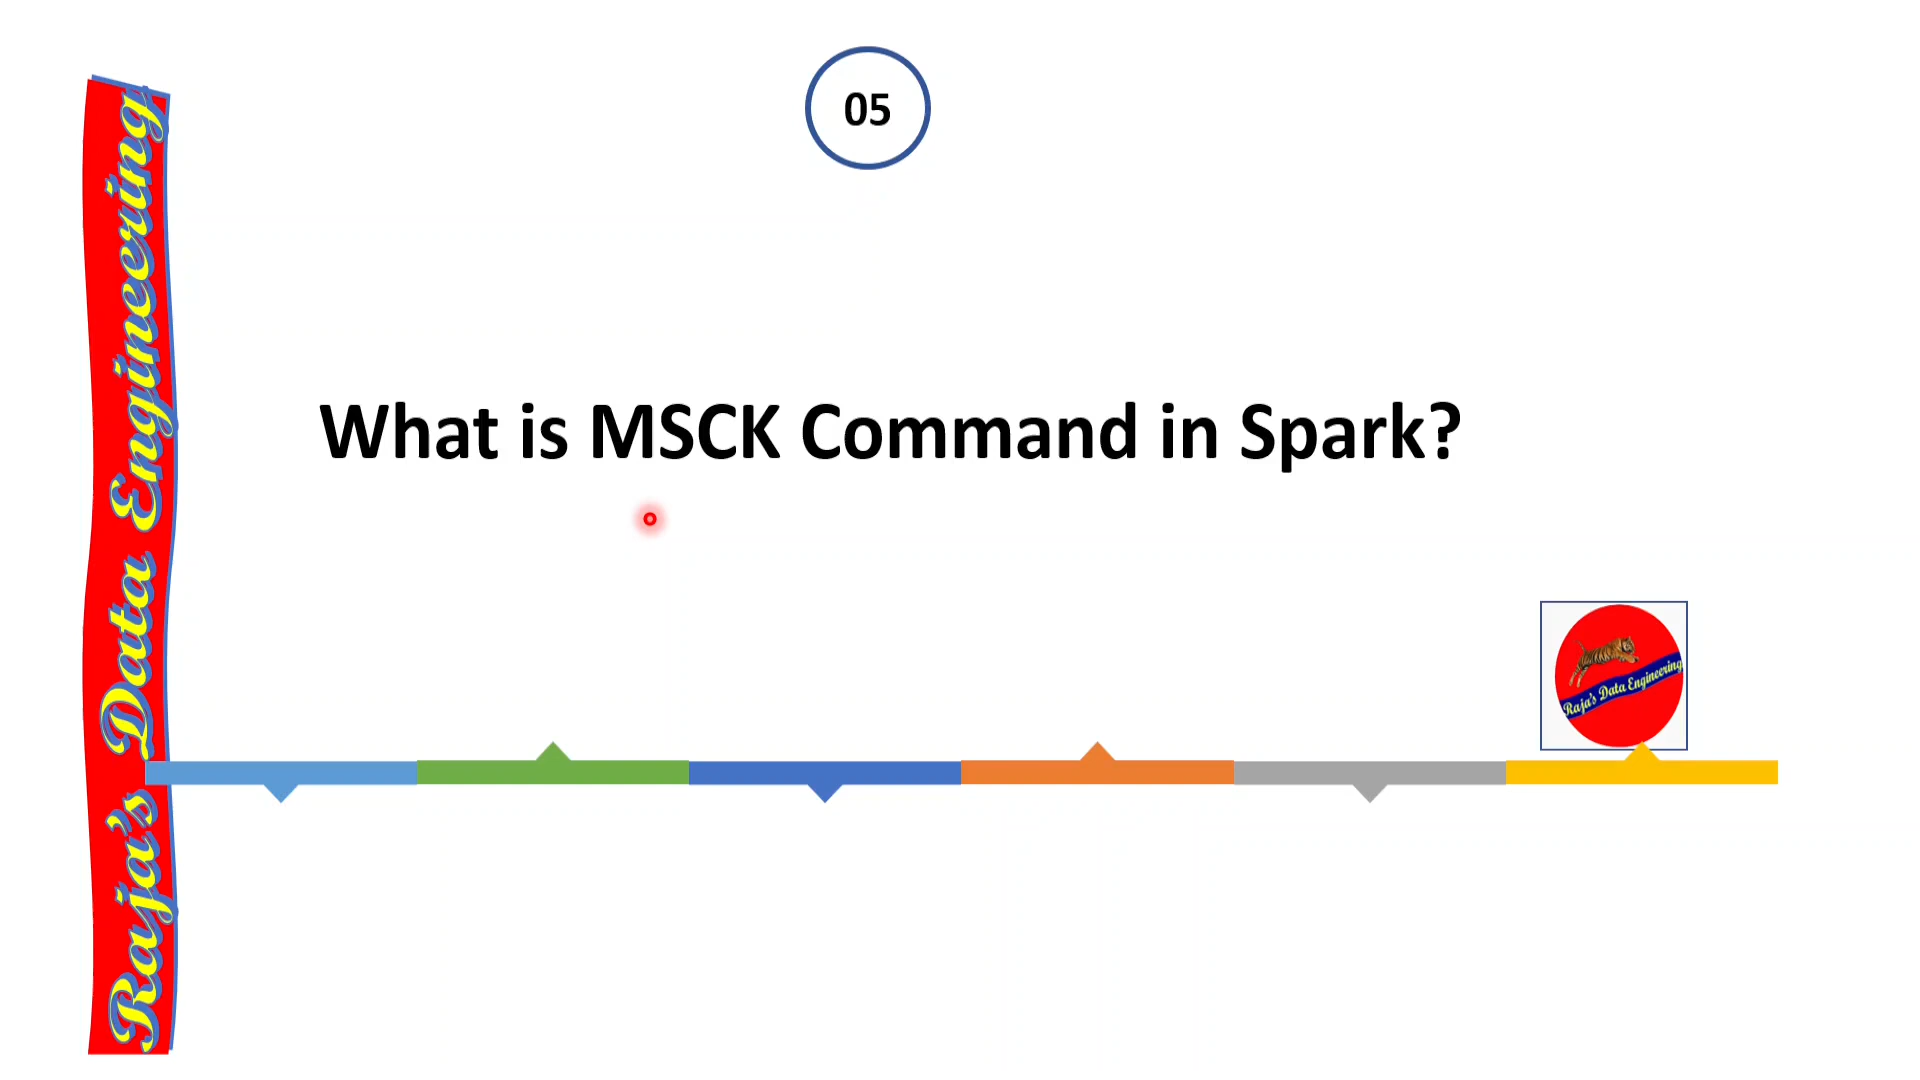 05
Raja's Data Engineering
What is MSCK Command in Spark?
Raja's Data Engineering